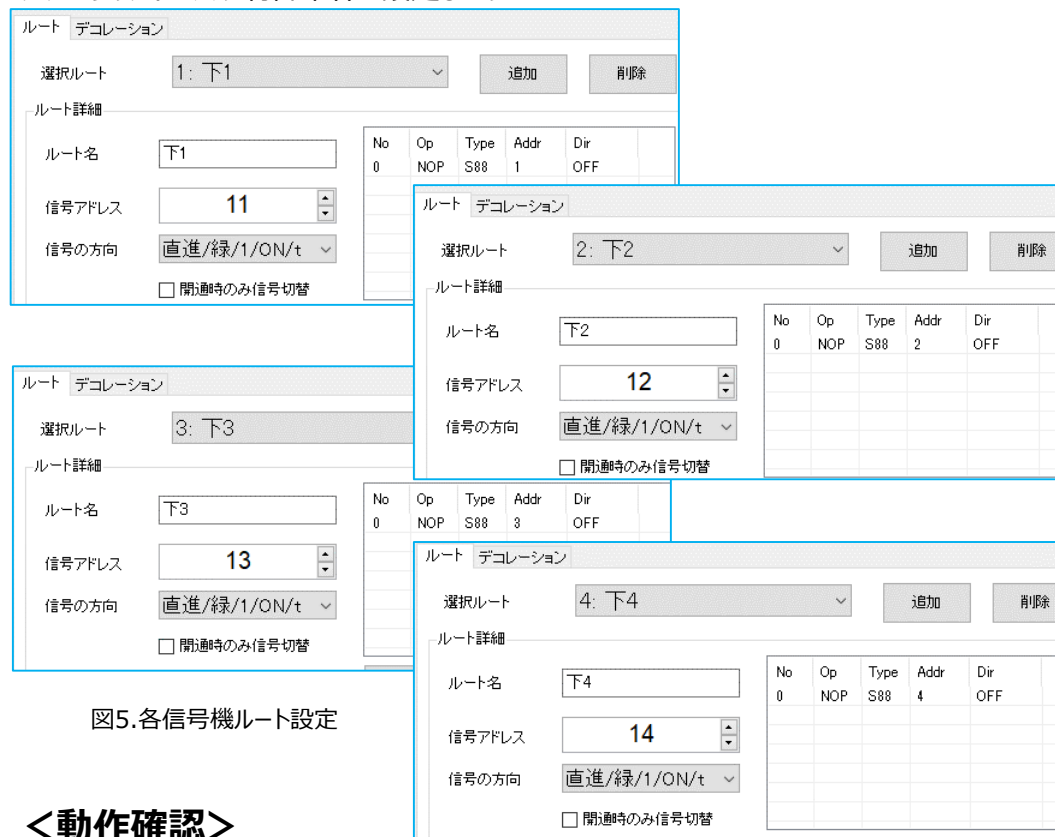 ルート デコレーション
選択ルート 1: 下1 追加 削除
ルート詳細
ルート名 下1
No Op Type Addr Dir
0 NOP S88 1 OFF
信号アドレス 11
信号の方向 直進/緑/1/ON/t
開通時のみ信号切替
ルート デコレーション
選択ルート 2: 下2 追加 削除
ルート詳細
ルート名 下2
No Op Type Addr Dir
0 NOP S88 2 OFF
信号アドレス 12
信号の方向 直進/緑/1/ON/t
開通時のみ信号切替
ルート デコレーション
選択ルート 3: 下3
ルート詳細
ルート名 下3
No Op Type Addr Dir
0 NOP S88 3 OFF
信号アドレス 13
信号の方向 直進/緑/1/ON/t
開通時のみ信号切替
ルート デコレーション
選択ルート 4: 下4 追加 削除
ルート詳細
ルート名 下4
No Op Type Addr Dir
0 NOP S88 4 OFF
信号アドレス 14
信号の方向 直進/緑/1/ON/t
開通時のみ信号切替
図5.各信号機ルート設定
<動作確認>